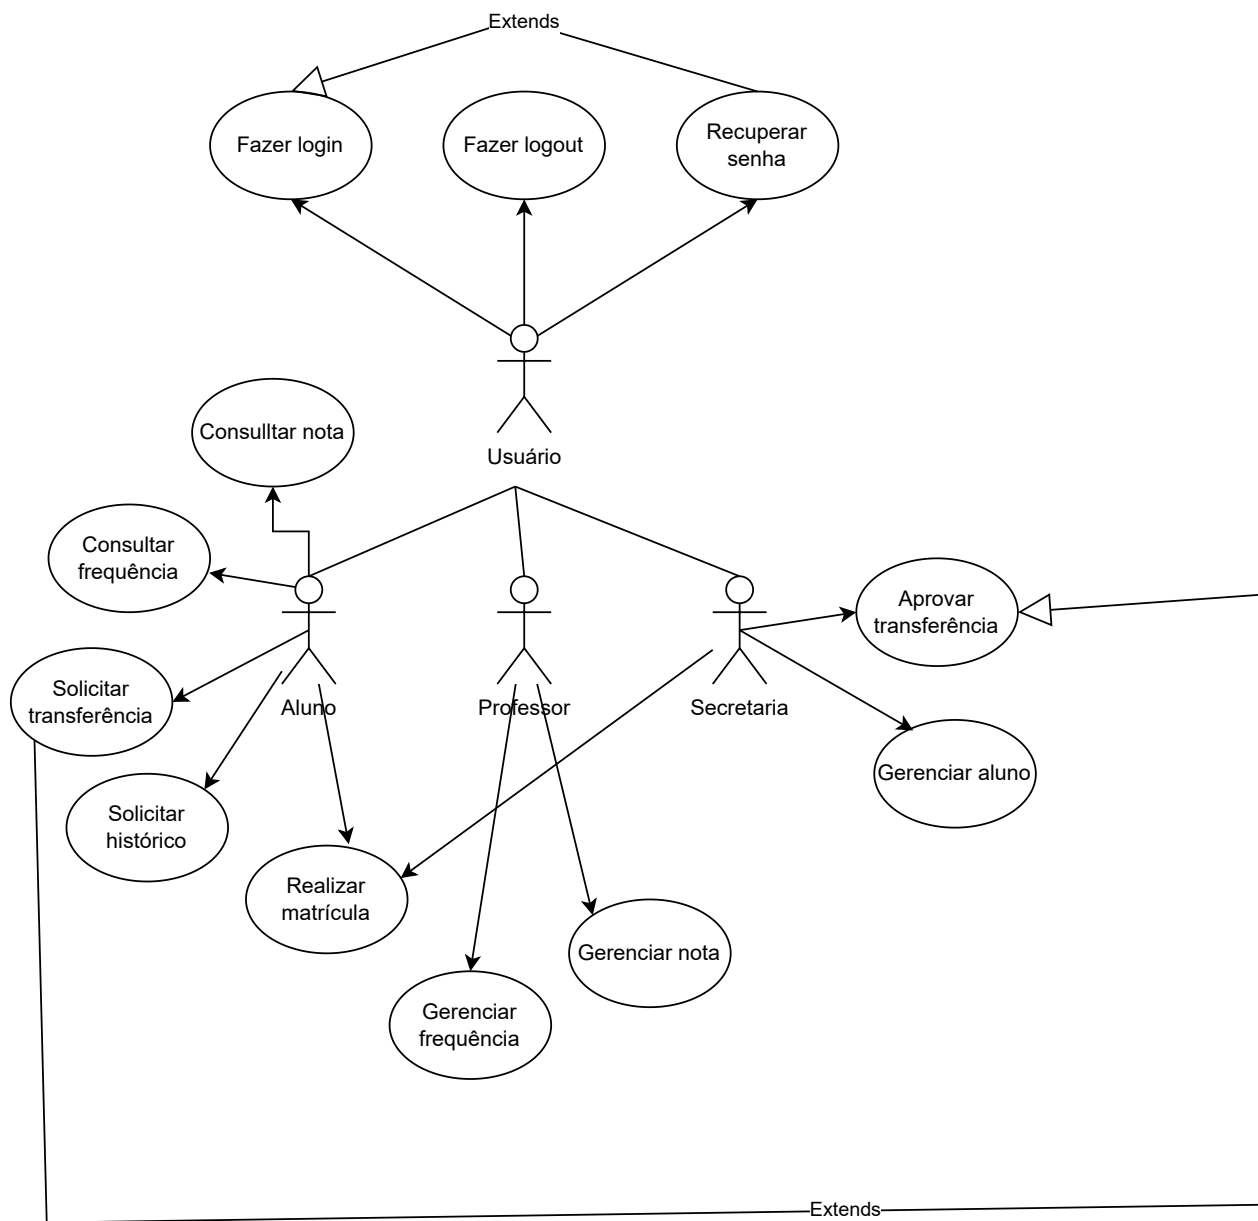 Extends
Fazer login
Fazer logout
Recuperar
senha
Usuário
Consulltar nota
Consultar
frequência
Aprovar
transferência
Solicitar
transferência
Aluno
Professor
Secretaria
Gerenciar aluno
Solicitar
histórico
Realizar
matrícula
Gerenciar nota
Gerenciar
frequência
Extends